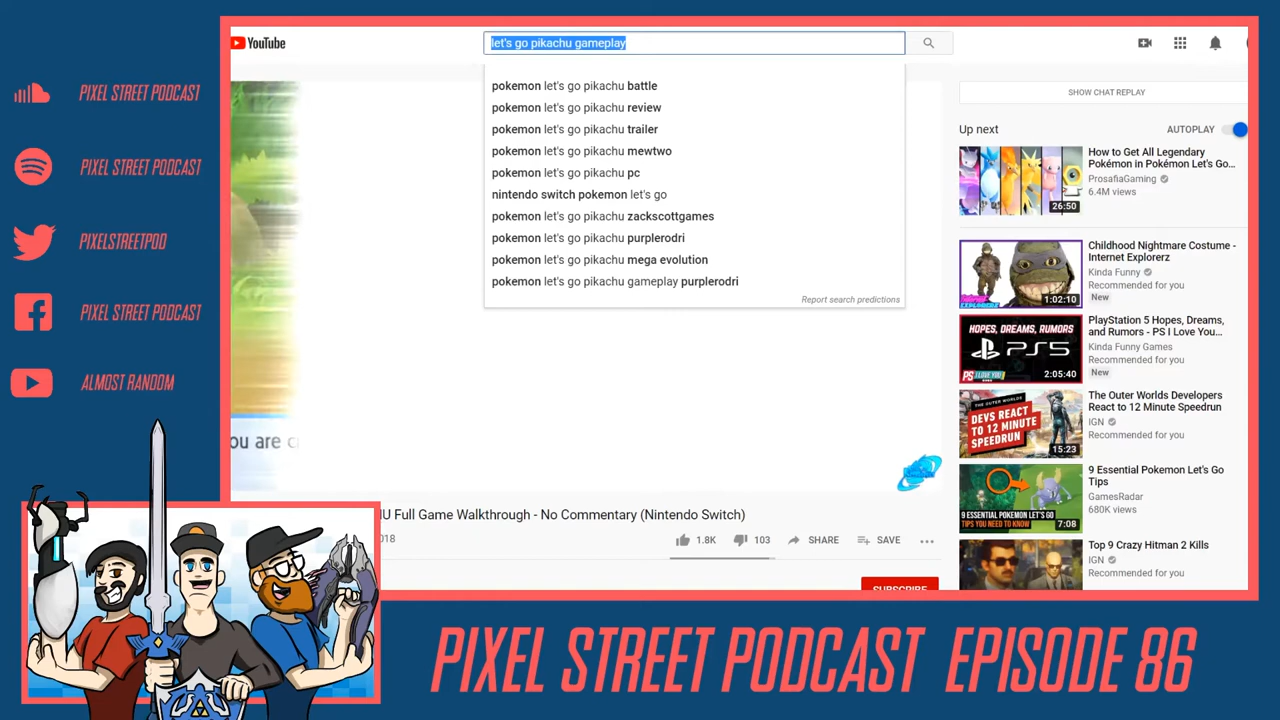 PIXEL STREET PODCAST
PIXEL STREET PODCAST
PIXELSTREETPOD
PIXEL STREET PODCAST
ALMOST RANDOM
YouTube
let's go pikachu gameplay
pokemon let's go pikachu battle
pokemon let's go pikachu review
pokemon let's go pikachu trailer
pokemon let's go pikachu mewtwo
pokemon let's go pikachu pc
nintendo switch pokemon let's go
pokemon let's go pikachu zackscottgames
pokemon let's go pikachu purplerodri
pokemon let's go pikachu mega evolution
pokemon let's go pikachu gameplay purplerodri
Report search predictions
ou are c
U Full Game Walkthrough - No Commentary (Nintendo Switch)
018
1.8K
103
SHARE
SAVE
SUBSCRIBE
SHOW CHAT REPLAY
Up next
AUTOPLAY
How to Get All Legendary
Pokémon in Pokémon Let's Go...
ProsafiaGaming
6.4M views
26:50
Childhood Nightmare Costume -
Internet Explorerz
Kinda Funny
Recommended for you
New
1:02:10
PlayStation 5 Hopes, Dreams,
and Rumors - PS I Love You...
Kinda Funny Games
Recommended for you
New
HOPES, DREAMS, RUMORS
PS5
PS I LOVE YOU
2:05:40
The Outer Worlds Developers
React to 12 Minute Speedrun
IGN
Recommended for you
THE OUTER WORLDS
DEVS REACT
TO 12 MINUTE
SPEEDRUN
15:23
9 Essential Pokemon Let's Go
Tips
GamesRadar
680K views
9 ESSENTIAL POKEMON LET'S GO
TIPS YOU NEED TO KNOW
7:08
Top 9 Crazy Hitman 2 Kills
IGN
Recommended for you
PIXEL STREET PODCAST EPISODE 86